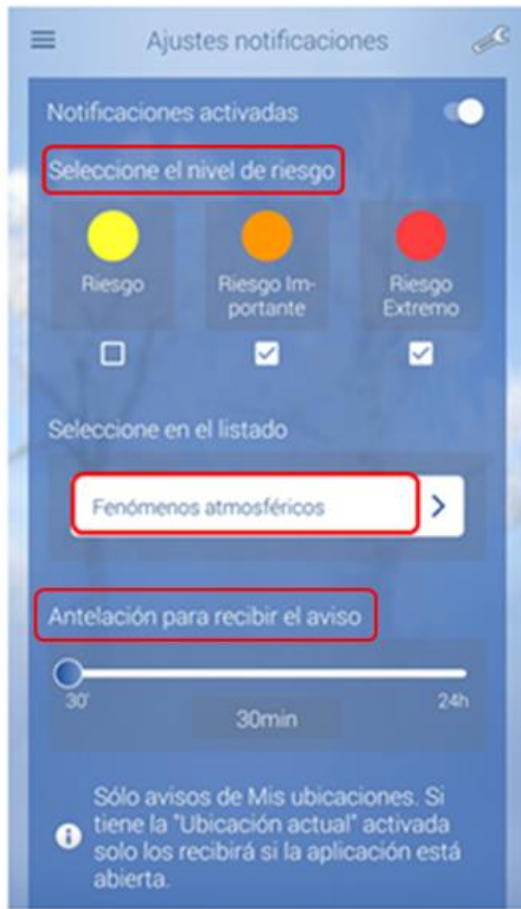 Ajustes notificaciones
Notificaciones activadas
Seleccione el nivel de riesgo
Riesgo
Riesgo Im-
portante
Riesgo
Extremo
Seleccione en el listado
Fenómenos atmosféricos
Antelación para recibir el aviso
30'
24h
30min
Sólo avisos de Mis ubicaciones. Si
tiene la "Ubicación actual" activada
solo los recibirá si la aplicación está
abierta.